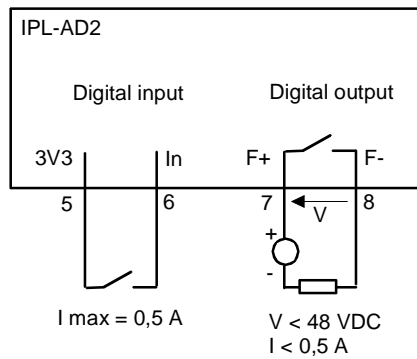 IPL-AD2
Digital input Digital output
3V3 In F+ F-
5 6 7 8
V
+
-
I max = 0,5 A
V < 48 VDC
I < 0,5 A